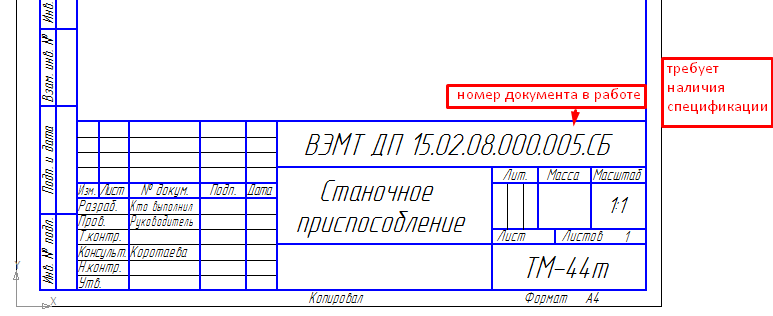 Инв.
Взам. инв. №
Подп. и дата
Инв. № подл.
номер документа в работе
требует
наличия
спецификации
ВЭМТ ДП 15.02.08.000.005.СБ
Изм. Лист № докум. Подп. Дата
Разраб. Кто выполнил
Пров. Руководитель
Т.контр.
Консульт. Коротаева
Н.контр.
Утв.
Станочное
приспособление
Лит. Масса Масштаб
1:1
Лист Листов 1
ТМ-44т
Копировал Формат А4
Y
X